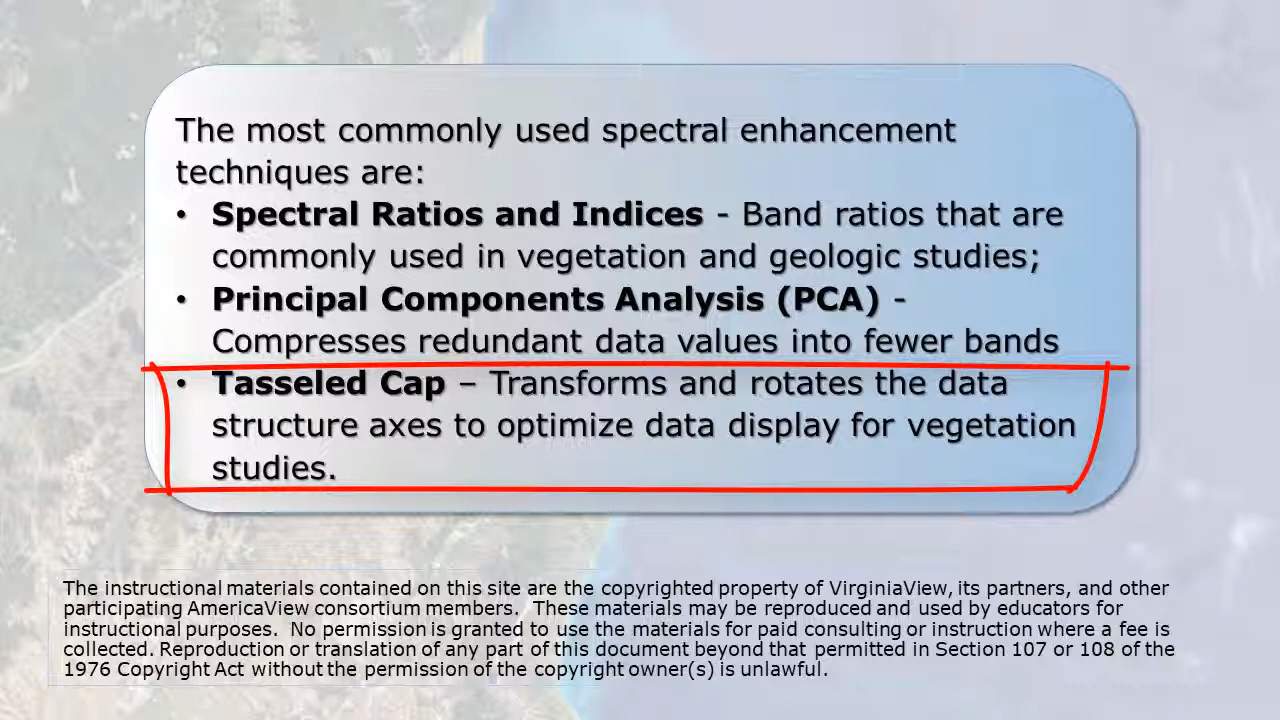 The most commonly used spectral enhancement
techniques are:
• Spectral Ratios and Indices - Band ratios that are
commonly used in vegetation and geologic studies;
• Principal Components Analysis (PCA) -
Compresses redundant data values into fewer bands
• Tasseled Cap – Transforms and rotates the data
structure axes to optimize data display for vegetation
studies.
The instructional materials contained on this site are the copyrighted property of VirginiaView, its partners, and other
participating AmericaView consortium members.  These materials may be reproduced and used by educators for
instructional purposes.  No permission is granted to use the materials for paid consulting or instruction where a fee is
collected. Reproduction or translation of any part of this document beyond that permitted in Section 107 or 108 of the
1976 Copyright Act without the permission of the copyright owner(s) is unlawful.